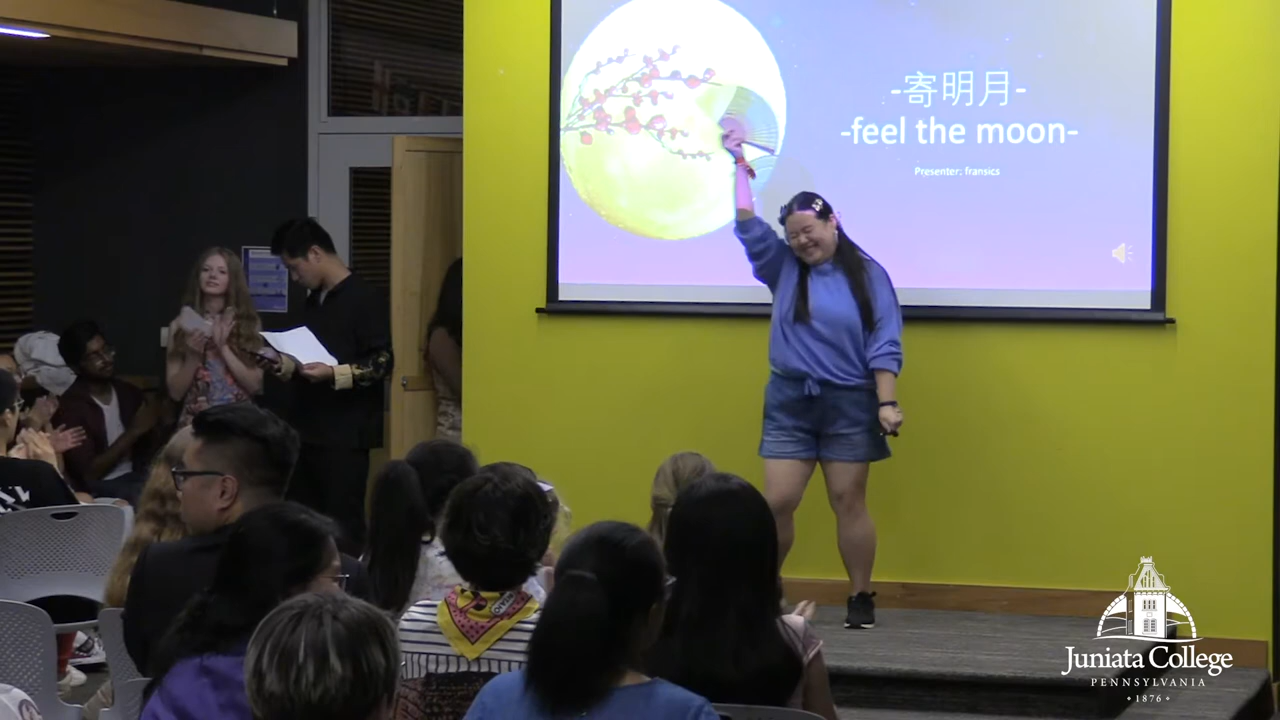 -寄明月-
-feel the moon-
Presenter: fransics
Juniata College
PENNSYLVANIA
• 1876 •